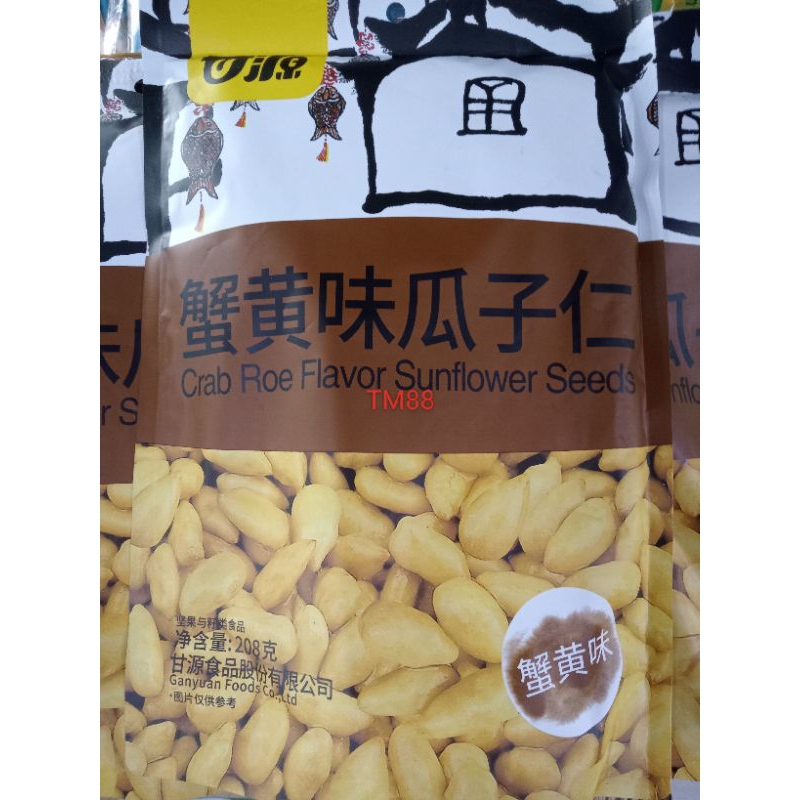 甘源
蟹黄味瓜子仁
Crab Roe Flavor Sunflower Seeds
TM88
坚果与籽类食品
净含量:208克
甘源食品股份有限公司
Ganyuan Foods Co.,Ltd
·图片仅供参考
蟹黄味